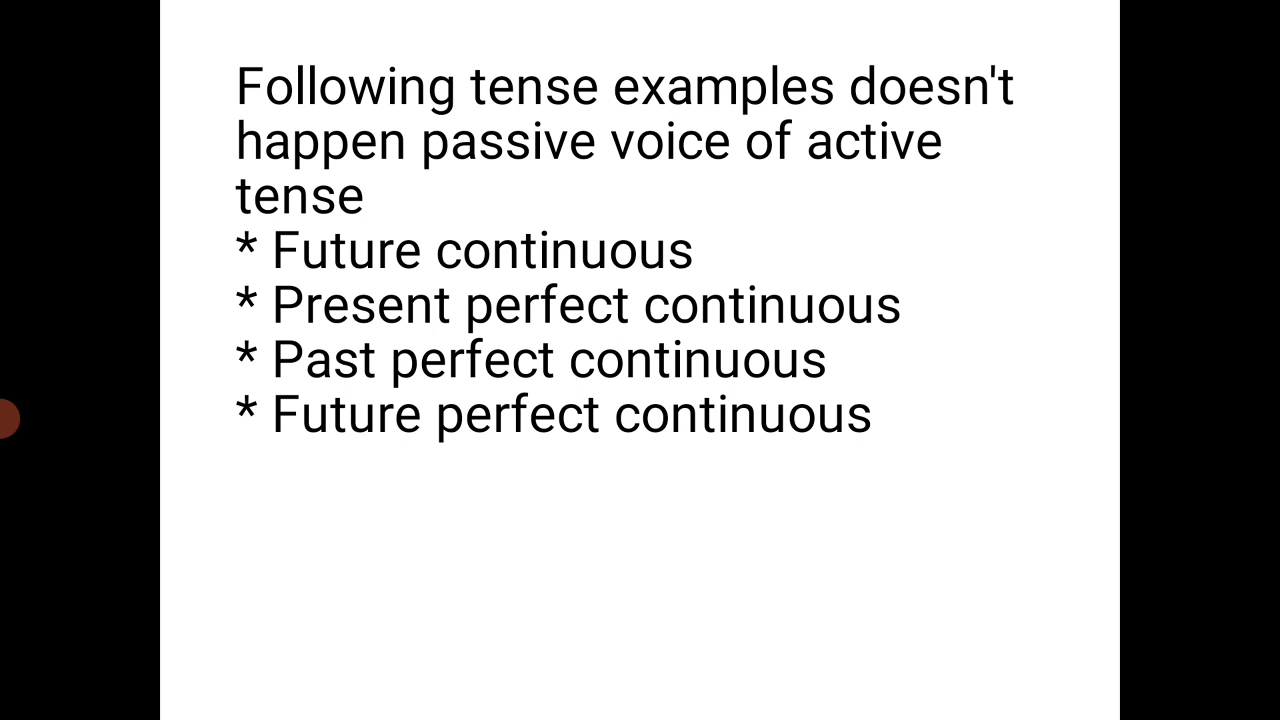 Following tense examples doesn't
happen passive voice of active
tense
* Future continuous
* Present perfect continuous
* Past perfect continuous
* Future perfect continuous